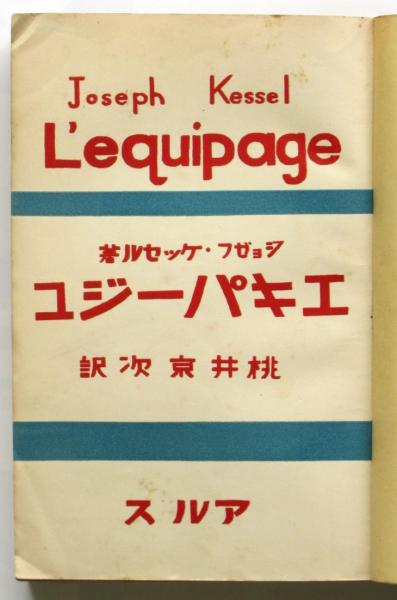 Joseph Kessel
L'equipage
ジョゼフ・ケッセル著
エキパージュ
桃井京次訳
アルス